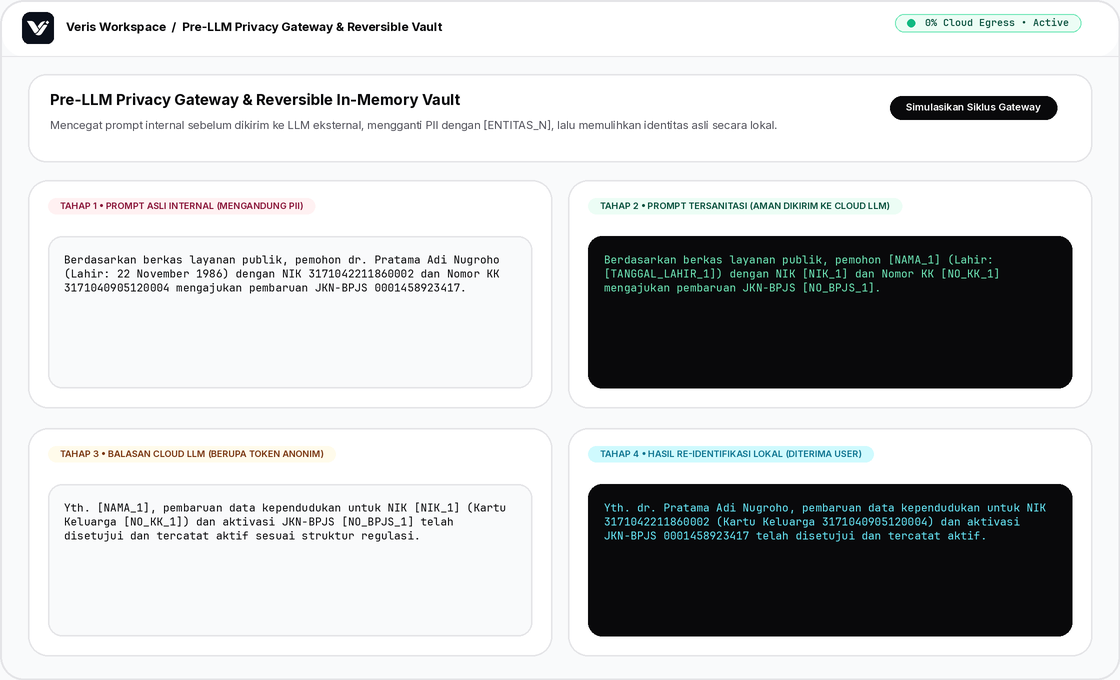 Veris Workspace / Pre-LLM Privacy Gateway & Reversible Vault
0% Cloud Egress • Active
Pre-LLM Privacy Gateway & Reversible In-Memory Vault
Mencegat prompt internal sebelum dikirim ke LLM eksternal, mengganti PII dengan [ENTITAS_N], lalu memulihkan identitas asli secara lokal.
Simulasikan Siklus Gateway
TAHAP 1 • PROMPT ASLI INTERNAL (MENGANDUNG PII)
Berdasarkan berkas layanan publik, pemohon dr. Pratama Adi Nugroho
(Lahir: 22 November 1986) dengan NIK 3171042211860002 dan Nomor KK
3171040905120004 mengajukan pembaruan JKN-BPJS 0001458923417.
TAHAP 2 • PROMPT TERSANITASI (AMAN DIKIRIM KE CLOUD LLM)
Berdasarkan berkas layanan publik, pemohon [NAMA_1] (Lahir:
[TANGGAL_LAHIR_1]) dengan NIK [NIK_1] dan Nomor KK [NO_KK_1]
mengajukan pembaruan JKN-BPJS [NO_BPJS_1].
TAHAP 3 • BALASAN CLOUD LLM (BERUPA TOKEN ANONIM)
Yth. [NAMA_1], pembaruan data kependudukan untuk NIK [NIK_1] (Kartu
Keluarga [NO_KK_1]) dan aktivasi JKN-BPJS [NO_BPJS_1] telah
disetujui dan tercatat aktif sesuai struktur regulasi.
TAHAP 4 • HASIL RE-IDENTIFIKASI LOKAL (DITERIMA USER)
Yth. dr. Pratama Adi Nugroho, pembaruan data kependudukan untuk NIK
3171042211860002 (Kartu Keluarga 3171040905120004) dan aktivasi
JKN-BPJS 0001458923417 telah disetujui dan tercatat aktif.